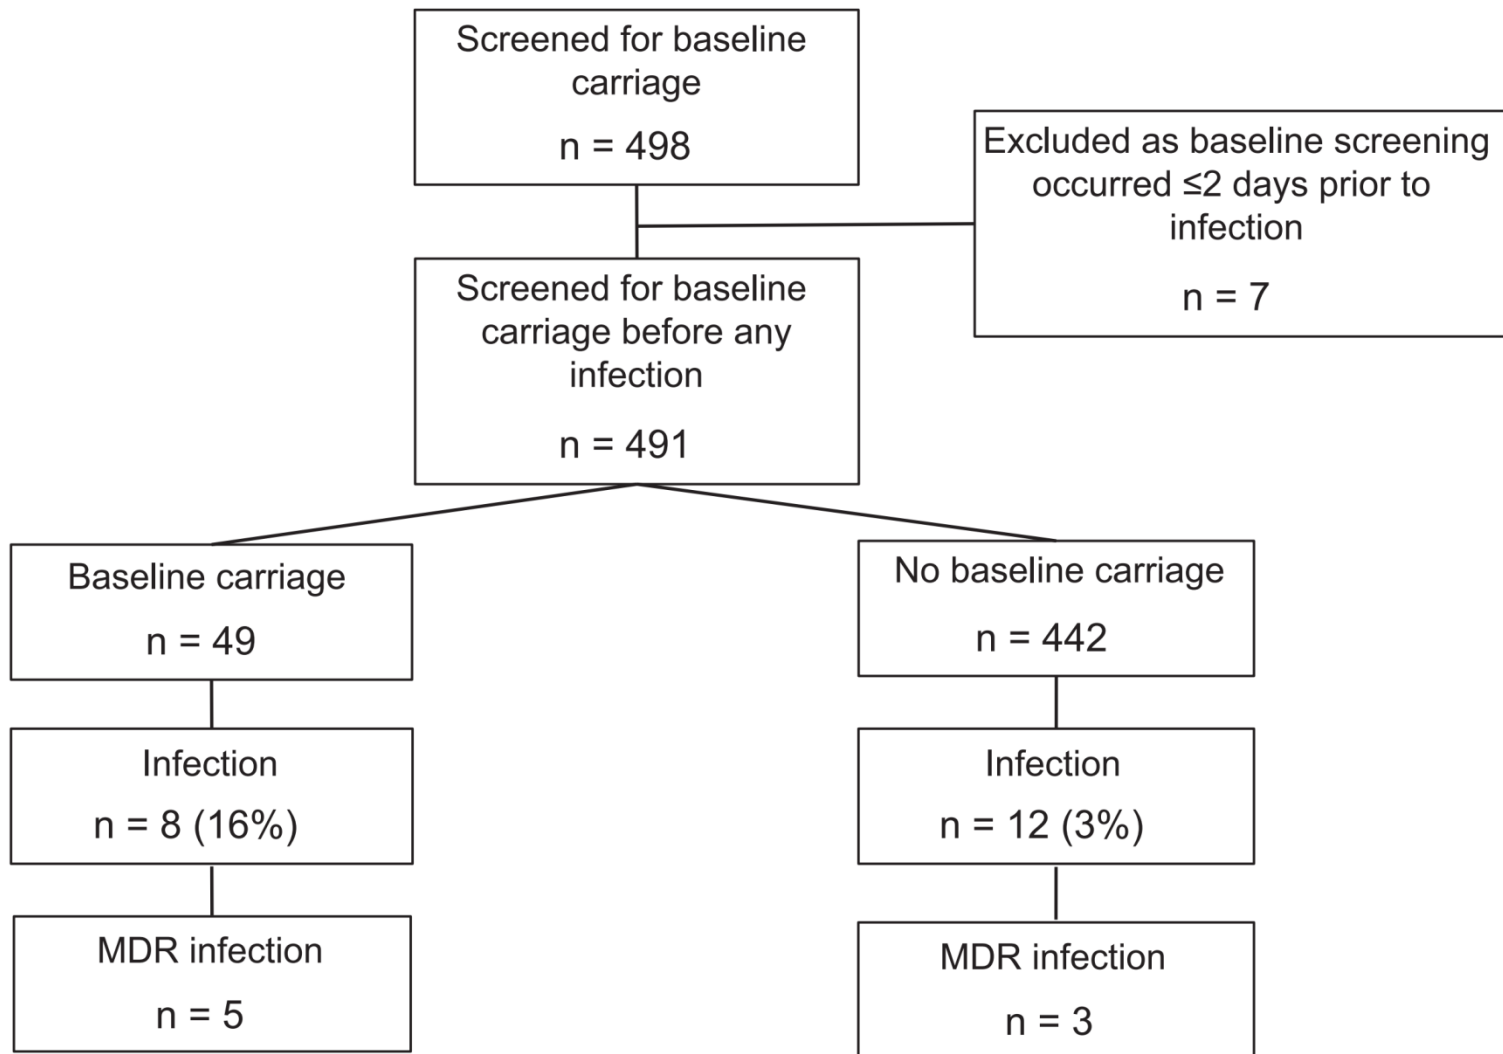 Screened for baseline
carriage
n = 498
Excluded as baseline screening
occurred ≤2 days prior to
infection
n = 7
Screened for baseline
carriage before any
infection
n = 491
Baseline carriage
n = 49
No baseline carriage
n = 442
Infection
n = 8 (16%)
Infection
n = 12 (3%)
MDR infection
n = 5
MDR infection
n = 3